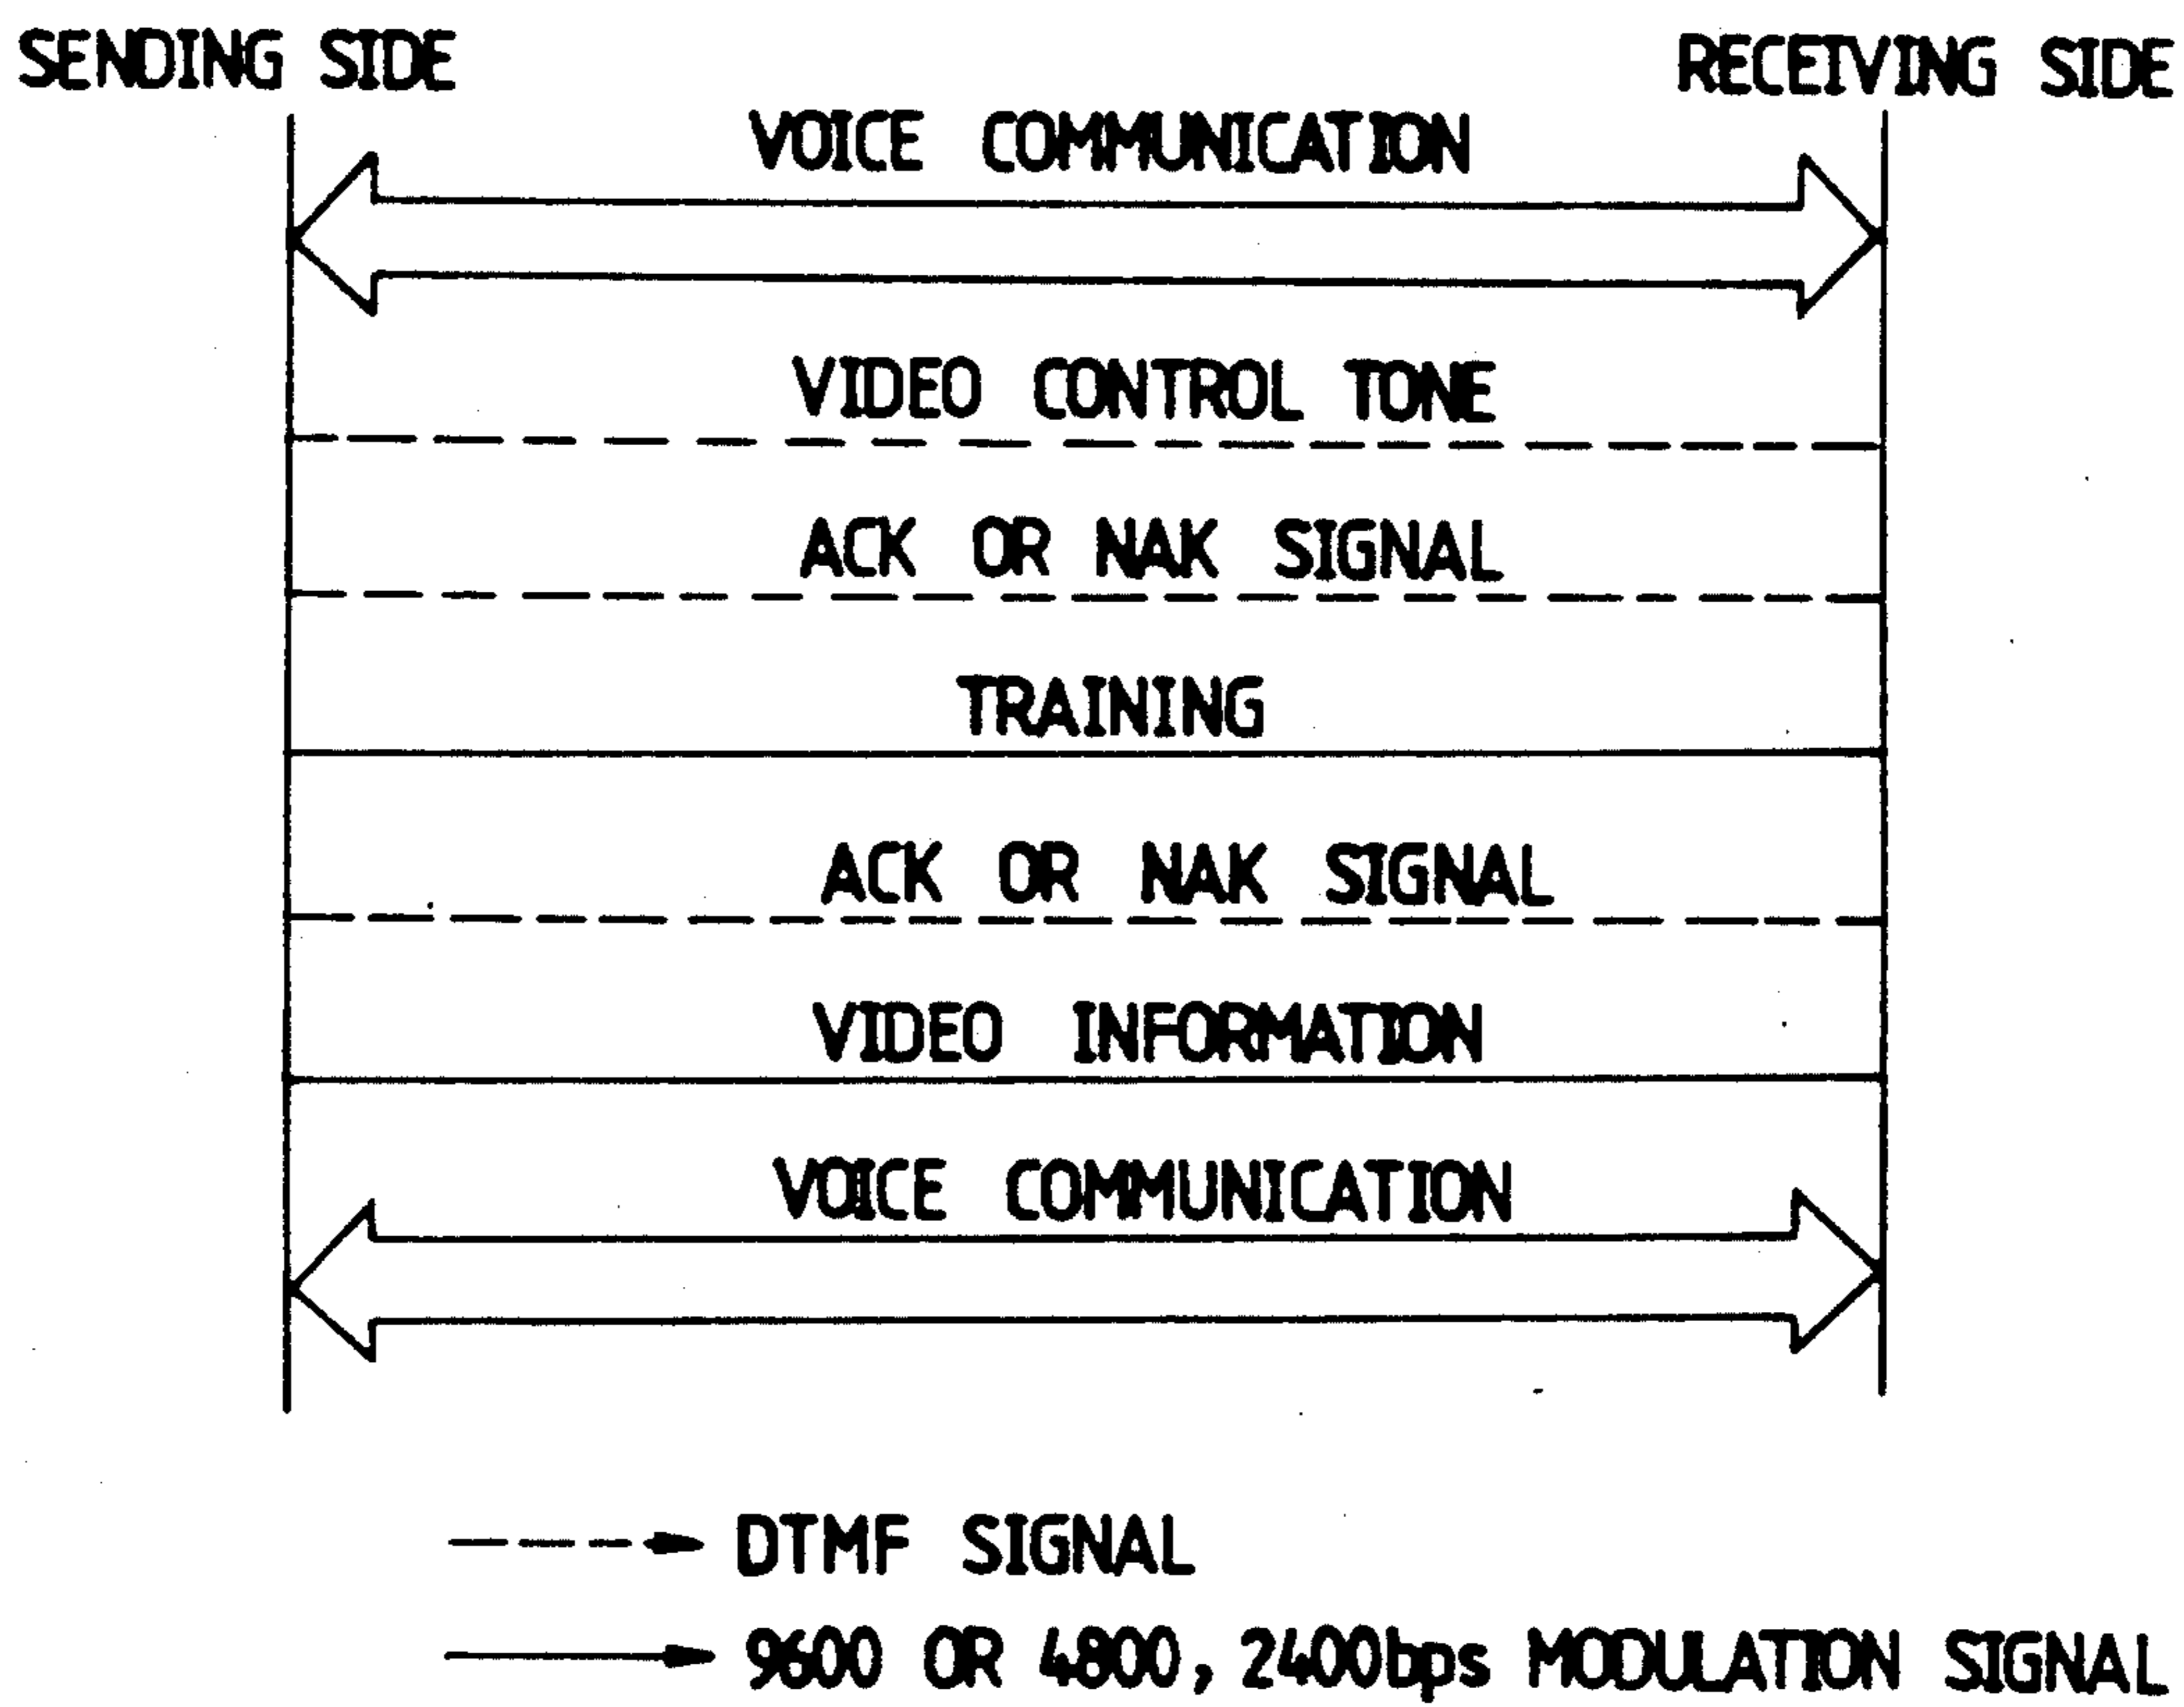 SENDING SIDE
RECEIVING SIDE
VOICE COMMUNICATION
VIDEO CONTROL TONE
ACK OR NAK SIGNAL
TRAINING
ACK OR NAK SIGNAL
VIDEO INFORMATION
VOICE COMMUNICATION
DTMF SIGNAL
9600 OR 4800, 2400bps MODULATION SIGNAL